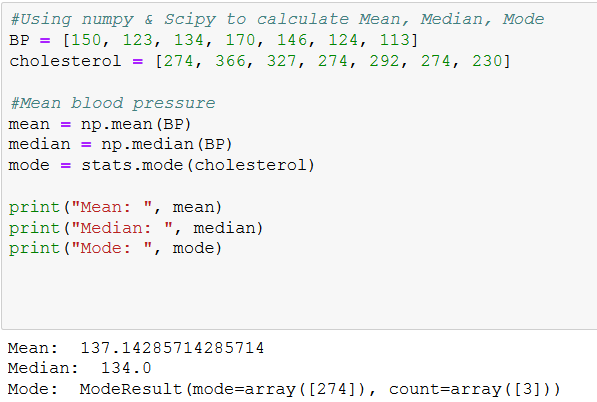 #Using numpy & Scipy to calculate Mean, Median, Mode
BP = [150, 123, 134, 170, 146, 124, 113]
cholesterol = [274, 366, 327, 274, 292, 274, 230]
#Mean blood pressure
mean = np.mean(BP)
median = np.median(BP)
mode = stats.mode(cholesterol)
print("Mean: ", mean)
print("Median: ", median)
print("Mode: ", mode)
Mean:  137.14285714285714
Median:  134.0
Mode:  ModeResult(mode=array([274]), count=array([3]))